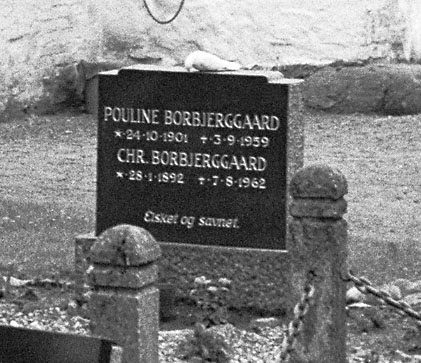 POULINE BORBJERGGAARD
*24·10·1901 +3·9·1959
CHR. BORBJERGGAARD
*28·1·1892 +7·8·1962
Elsket og savnet.